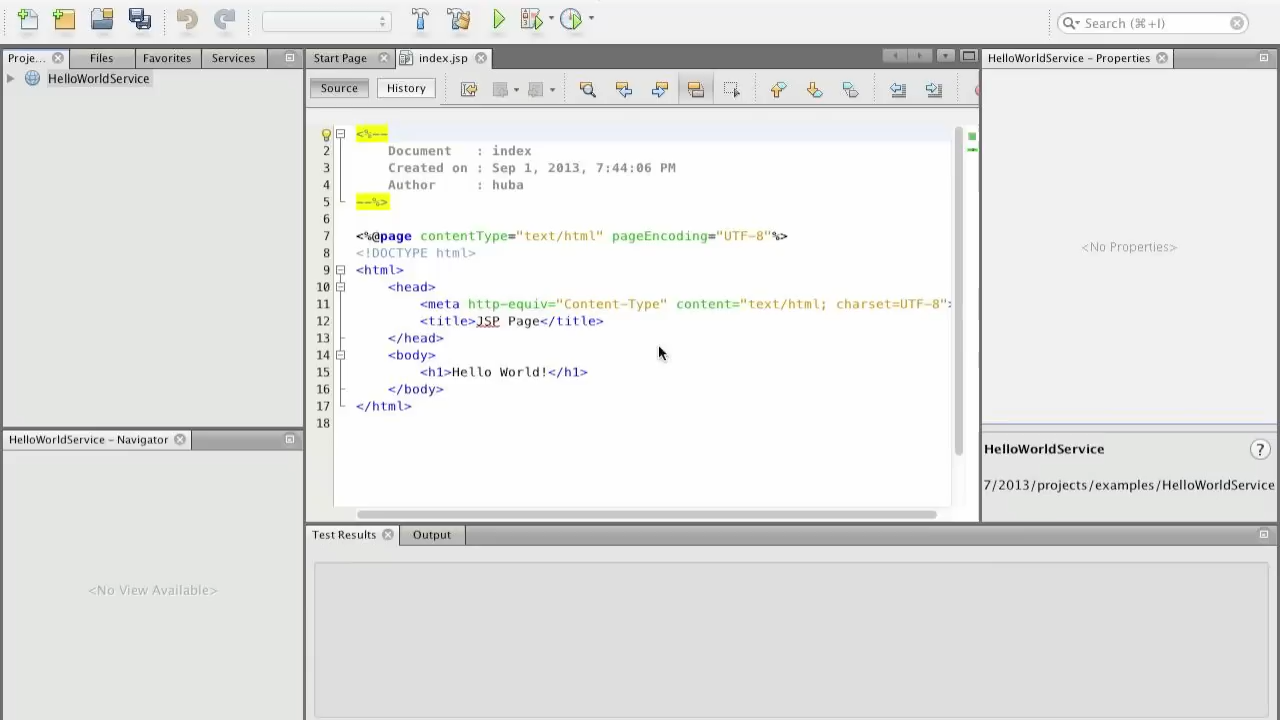 Search (⌘+I)
Proje... Files Favorites Services
HelloWorldService
Start Page index.jsp
Source History
<%--
2 Document : index
3 Created on : Sep 1, 2013, 7:44:06 PM
4 Author : huba
5 --%>
6
7 <%@page contentType="text/html" pageEncoding="UTF-8"%>
8 <!DOCTYPE html>
9 <html>
10 <head>
11 <meta http-equiv="Content-Type" content="text/html; charset=UTF-8">
12 <title>JSP Page</title>
13 </head>
14 <body>
15 <h1>Hello World!</h1>
16 </body>
17 </html>
18
HelloWorldService - Properties
<No Properties>
HelloWorldService
?
7/2013/projects/examples/HelloWorldService
HelloWorldService - Navigator
<No View Available>
Test Results Output